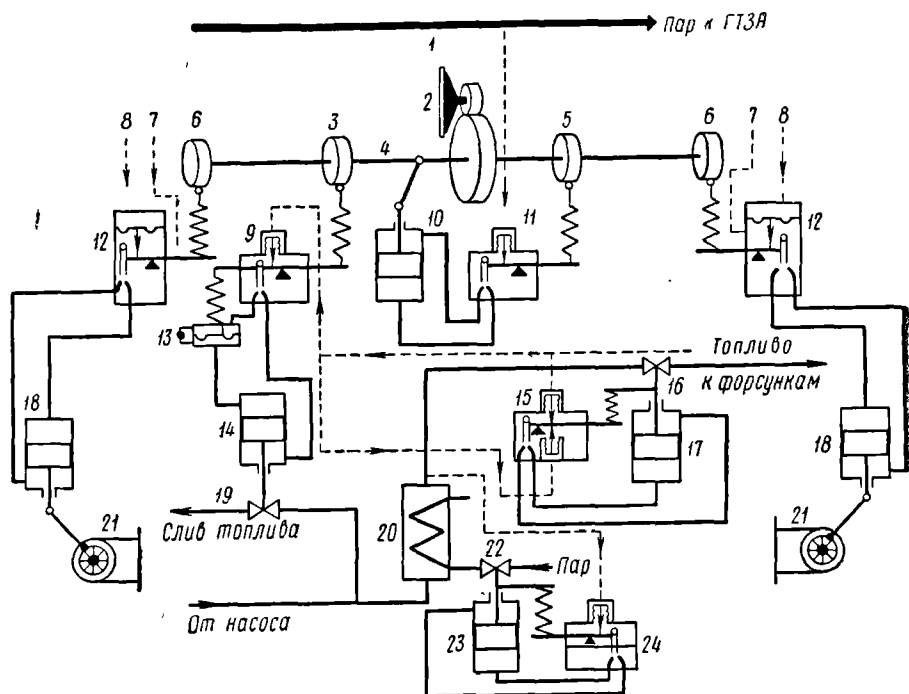 Пар к ГТЗА
1
2
8 7 6 3 4 5 6 7 8
12 9 10 11 12
13
Топливо
к форсункам
16
15
18 14 17 18
19
Слив топлива
20
21 22 21
Пар
От насоса
23 24